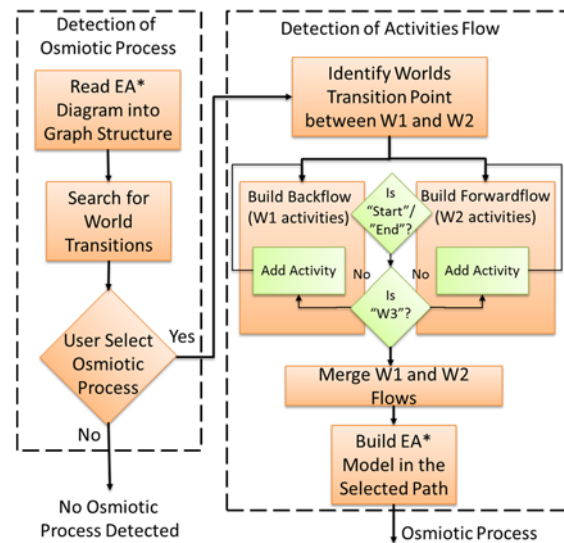 Detection of
Osmiotic Process
Read EA*
Diagram into
Graph Structure
Search for
World
Transitions
User Select
Osmiotic
Process
Yes
No
No Osmiotic
Process Detected
Detection of Activities Flow
Identify Worlds
Transition Point
between W1 and W2
Build Backflow
(W1 activities)
Is
“Start”/
"End"?
Build Forwardflow
(W2 activities)
Add Activity
No
No
Add Activity
Is
“W3”?
Merge W1 and W2
Flows
Build EA*
Model in the
Selected Path
Osmiotic Process